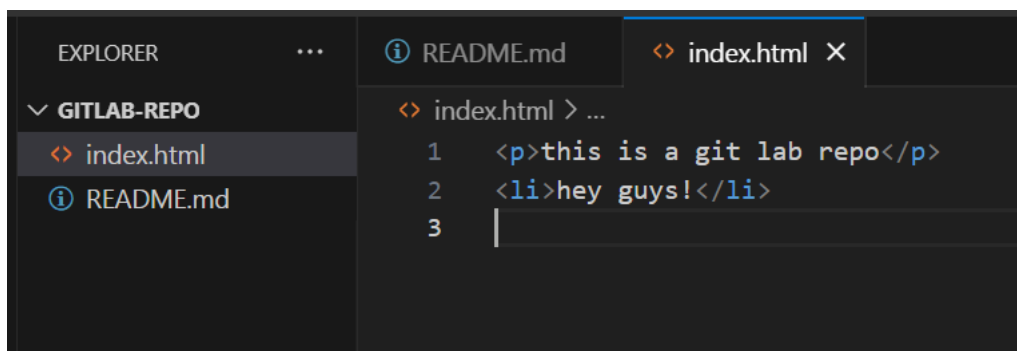 EXPLORER ...
README.md
index.html
GITLAB-REPO
index.html
README.md
index.html > ...
1 <p>this is a git lab repo</p>
2 <li>hey guys!</li>
3